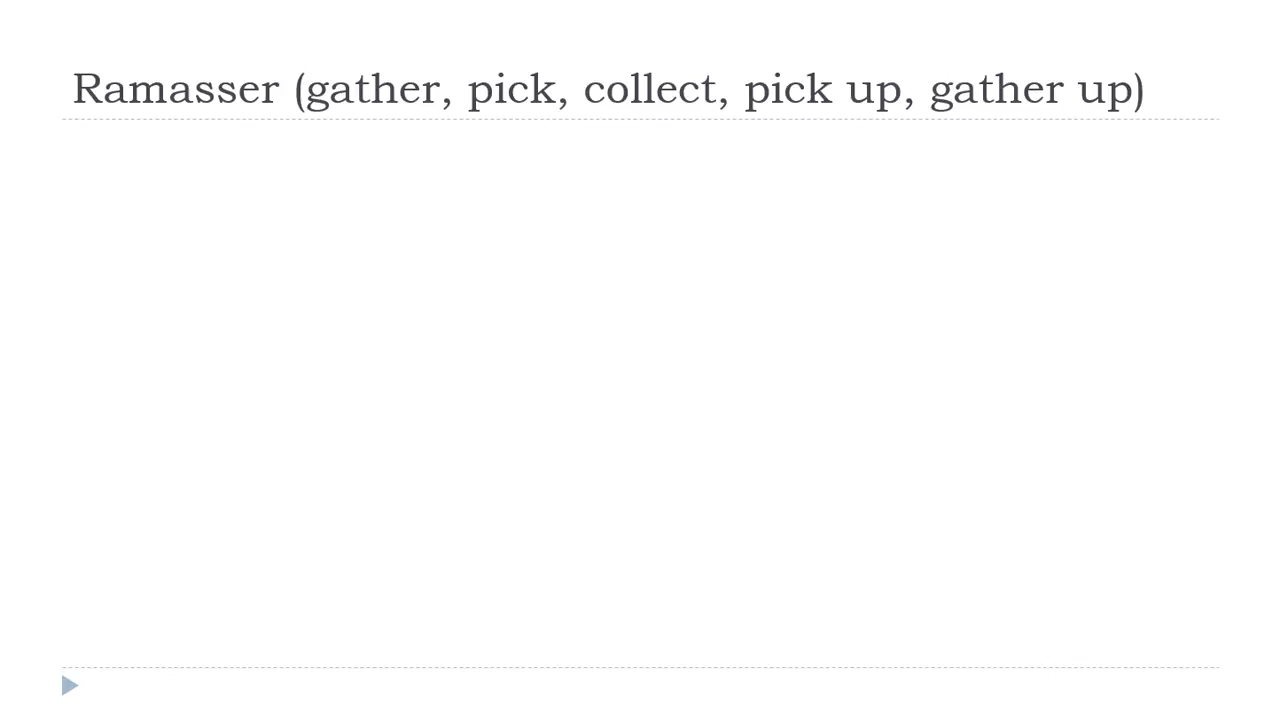 Ramasser (gather, pick, collect, pick up, gather up)